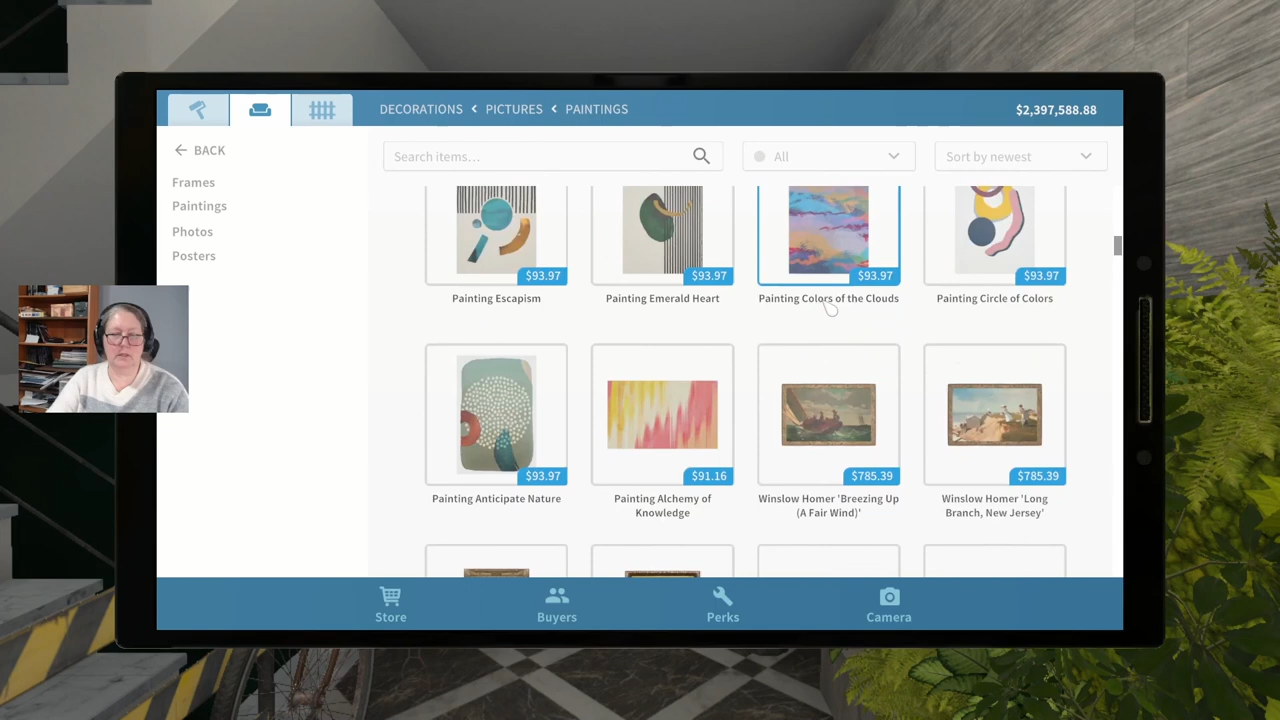 DECORATIONS < PICTURES < PAINTINGS
$2,397,588.88
BACK
Search items...
All
Sort by newest
Frames
Paintings
Photos
Posters
$93.97
$93.97
$93.97
$93.97
Painting Escapism
Painting Emerald Heart
Painting Colors of the Clouds
Painting Circle of Colors
$93.97
$91.16
$785.39
$785.39
Painting Anticipate Nature
Painting Alchemy of
Knowledge
Winslow Homer 'Breezing Up
(A Fair Wind)'
Winslow Homer 'Long
Branch, New Jersey'
Store
Buyers
Perks
Camera